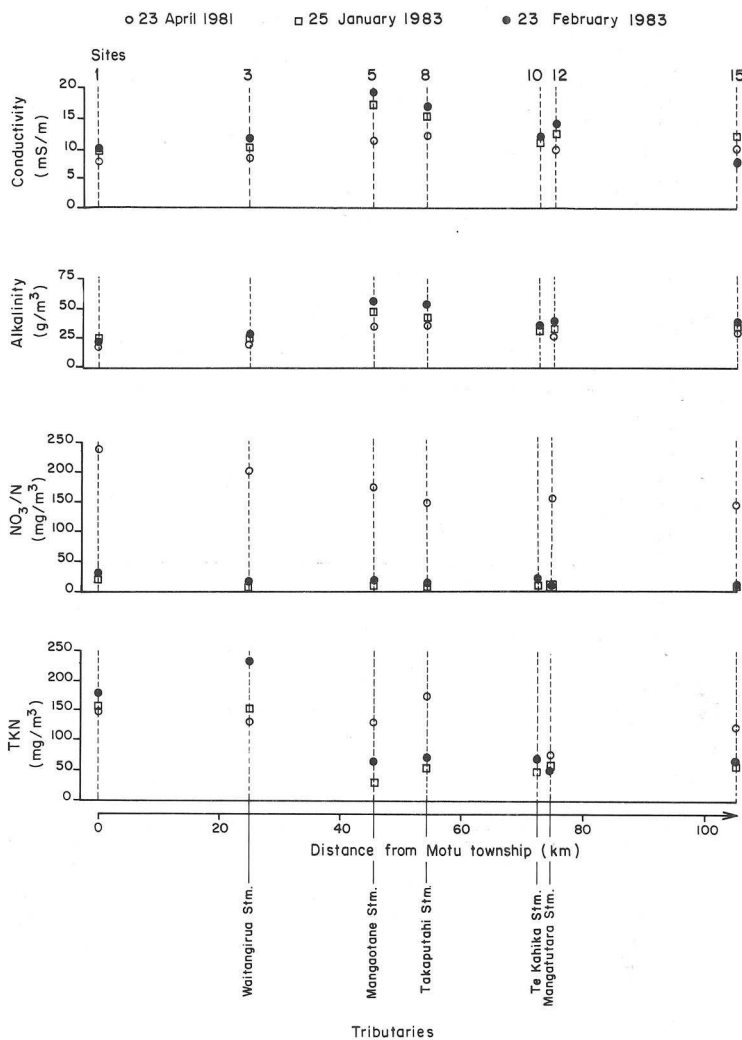 ○ 23 April 1981 □ 25 January 1983 ● 23 February 1983
Sites
1 3 5 8 10 12 15
Conductivity
(mS/m)
20
15
10
5
0
Alkalinity
(g/m³)
75
50
25
0
NO₃/N
(mg/m³)
250
200
150
100
50
0
TKN
(mg/m³)
250
200
150
100
50
0
0 20 40 60 80 100
Distance from Motu township (km)
Waitangirua Stm.
Mangaotane Stm.
Takaputahi Stm.
Te Kahika Stm.
Mangatutara Stm.
Tributaries